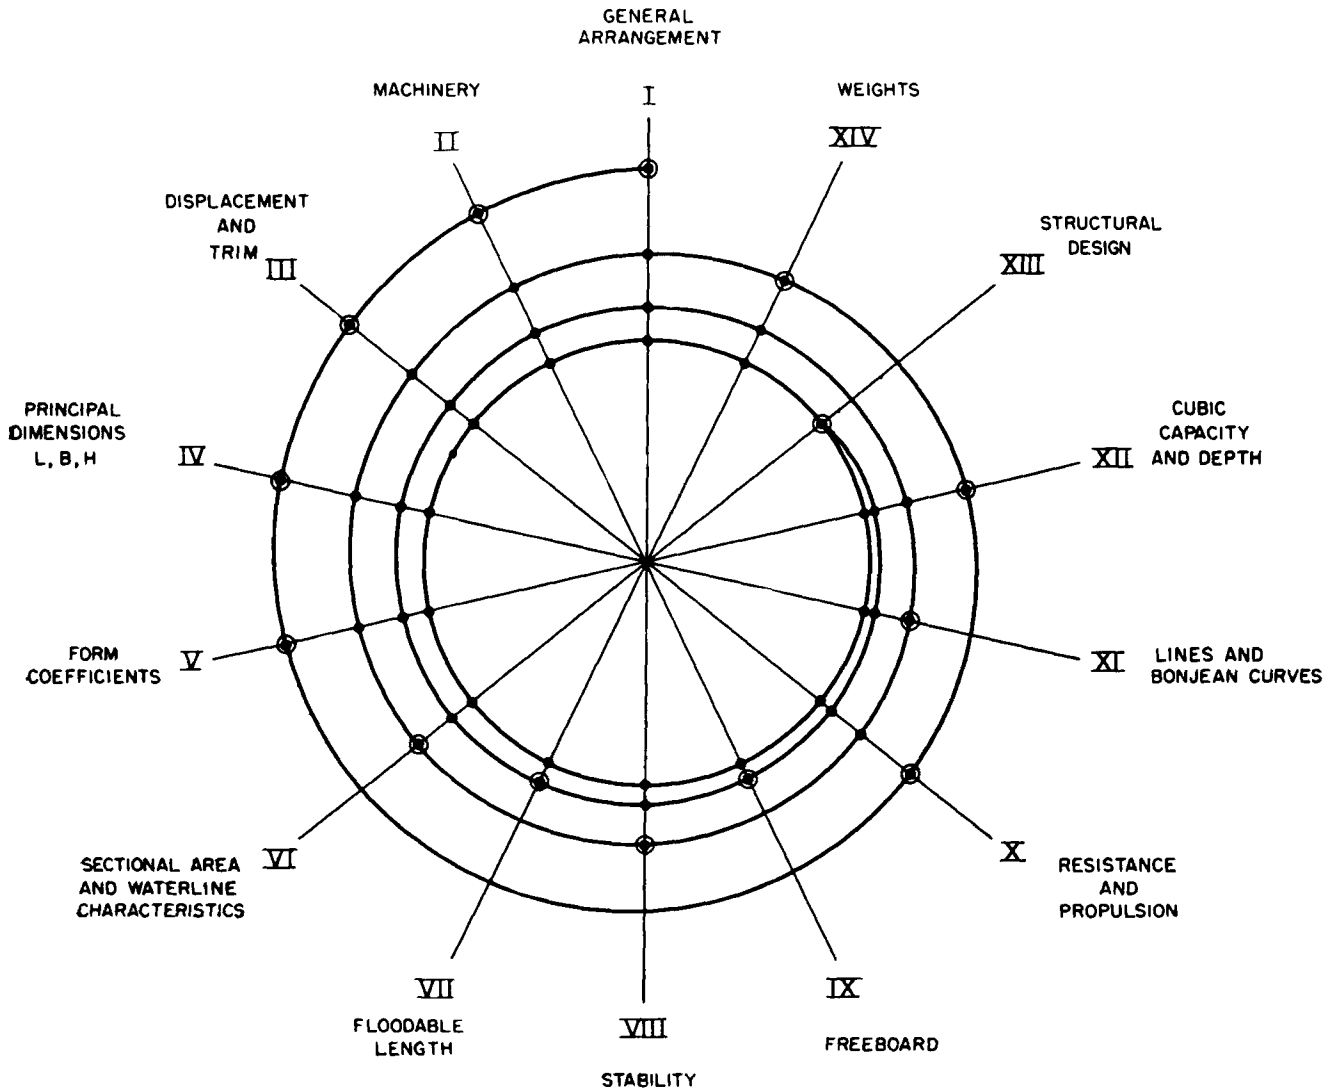 GENERAL
ARRANGEMENT
I
MACHINERY
II
DISPLACEMENT
AND
TRIM
III
PRINCIPAL
DIMENSIONS
L, B, H
IV
FORM
COEFFICIENTS
V
SECTIONAL AREA
AND WATERLINE
CHARACTERISTICS
VI
VII
FLOODABLE
LENGTH
VIII
STABILITY
IX
FREEBOARD
X
RESISTANCE
AND
PROPULSION
XI
LINES AND
BONJEAN CURVES
XII
CUBIC
CAPACITY
AND DEPTH
XIII
STRUCTURAL
DESIGN
XIV
WEIGHTS